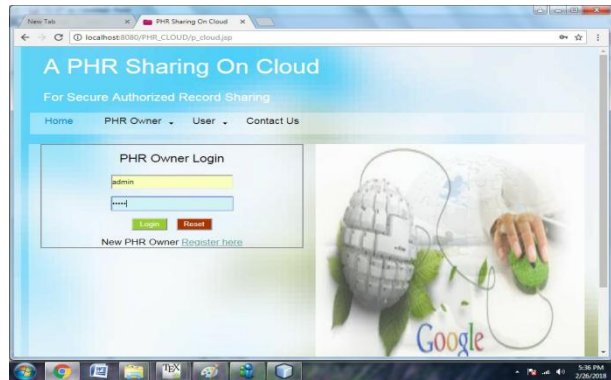 New Tab
PHR Sharing On Cloud
localhost:8080/PHR_CLOUD/p_cloud.jsp
A PHR Sharing On Cloud
For Secure Authorized Record Sharing
Home PHR Owner User Contact Us
PHR Owner Login
admin
•••••
Login Reset
New PHR Owner Register here
Google
TEX
5:36 PM
2/26/2018